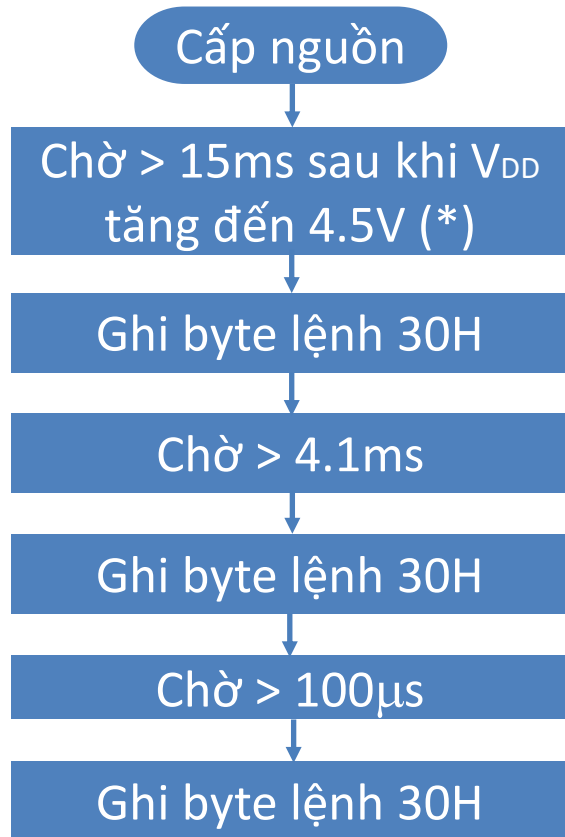 Cấp nguồn
Chờ > 15ms sau khi VDD
tăng đến 4.5V (*)
Ghi byte lệnh 30H
Chờ > 4.1ms
Ghi byte lệnh 30H
Chờ > 100μs
Ghi byte lệnh 30H